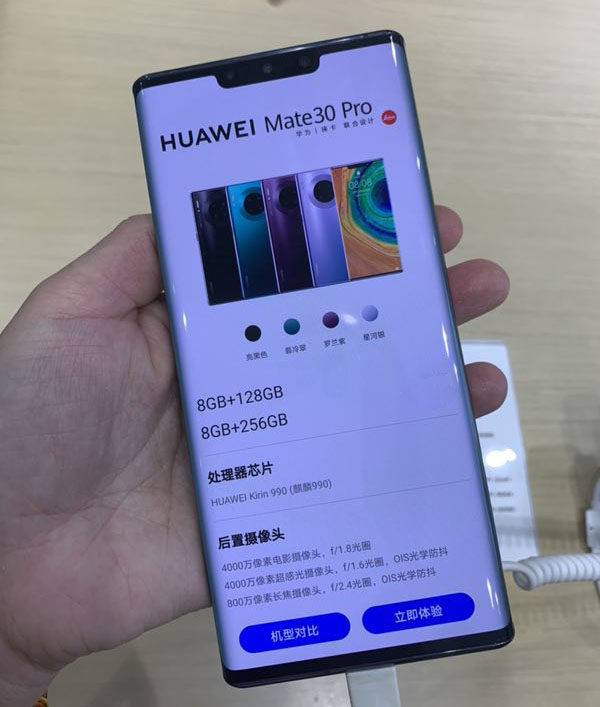 HUAWEI Mate30 Pro
华为 | 徕卡 联合设计
08:08
亮黑色 翡冷翠 罗兰紫 星河银
8GB+128GB
8GB+256GB
处理器芯片
HUAWEI Kirin 990 (麒麟990)
后置摄像头
4000万像素电影摄像头，f/1.8光圈
4000万像素超感光摄像头，f/1.6光圈，OIS光学防抖
800万像素长焦摄像头，f/2.4光圈，OIS光学防抖
机型对比 立即体验